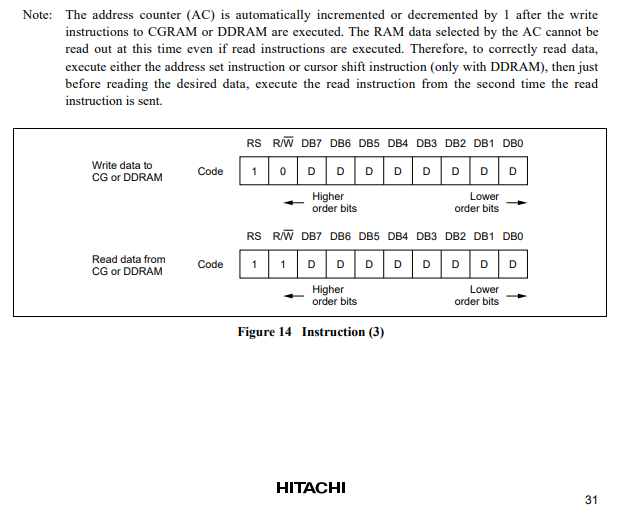 Note: The address counter (AC) is automatically incremented or decremented by 1 after the write
instructions to CGRAM or DDRAM are executed. The RAM data selected by the AC cannot be
read out at this time even if read instructions are executed. Therefore, to correctly read data,
execute either the address set instruction or cursor shift instruction (only with DDRAM), then just
before reading the desired data, execute the read instruction from the second time the read
instruction is sent.
RS R/W̅ DB7 DB6 DB5 DB4 DB3 DB2 DB1 DB0
Write data to
CG or DDRAM
Code 1 0 D D D D D D D D
Higher
order bits
Lower
order bits
RS R/W̅ DB7 DB6 DB5 DB4 DB3 DB2 DB1 DB0
Read data from
CG or DDRAM
Code 1 1 D D D D D D D D
Higher
order bits
Lower
order bits
Figure 14 Instruction (3)
HITACHI
31